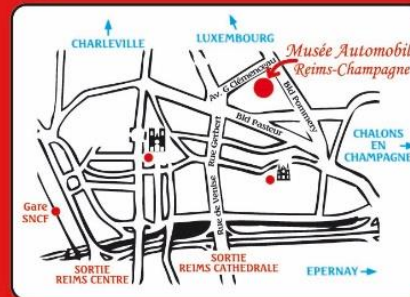 CHARLEVILLE
LUXEMBOURG
Musée Automobil
Reims-Champagne
Av. G Clémenceau
Bld Pommery
Bld Pasteur
Rue Gerbert
CHALONS
EN
CHAMPAGNE
Rue de Venise
Gare
SNCF
SORTIE
REIMS CENTRE
SORTIE
REIMS CATHEDRALE
EPERNAY